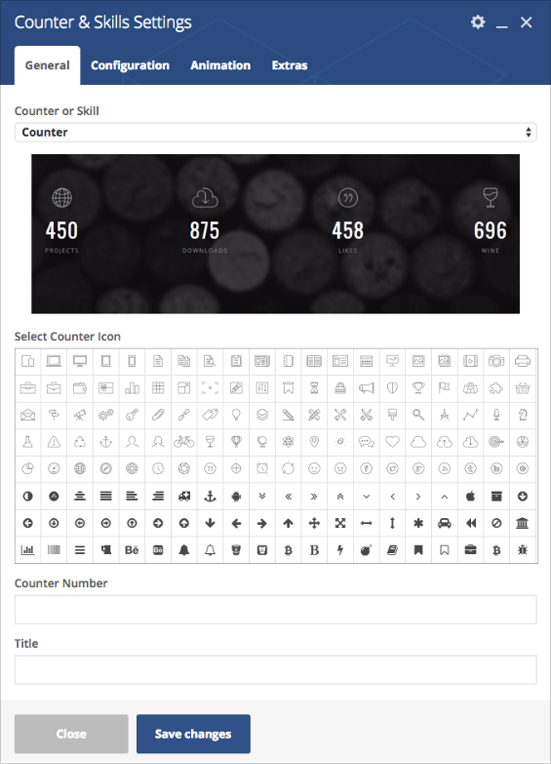 Counter & Skills Settings
General Configuration Animation Extras
Counter or Skill
Counter
450 875 458 696
PROJECTS DOWNLOADS LIKES WINE
Select Counter Icon
Counter Number
Title
Close Save changes